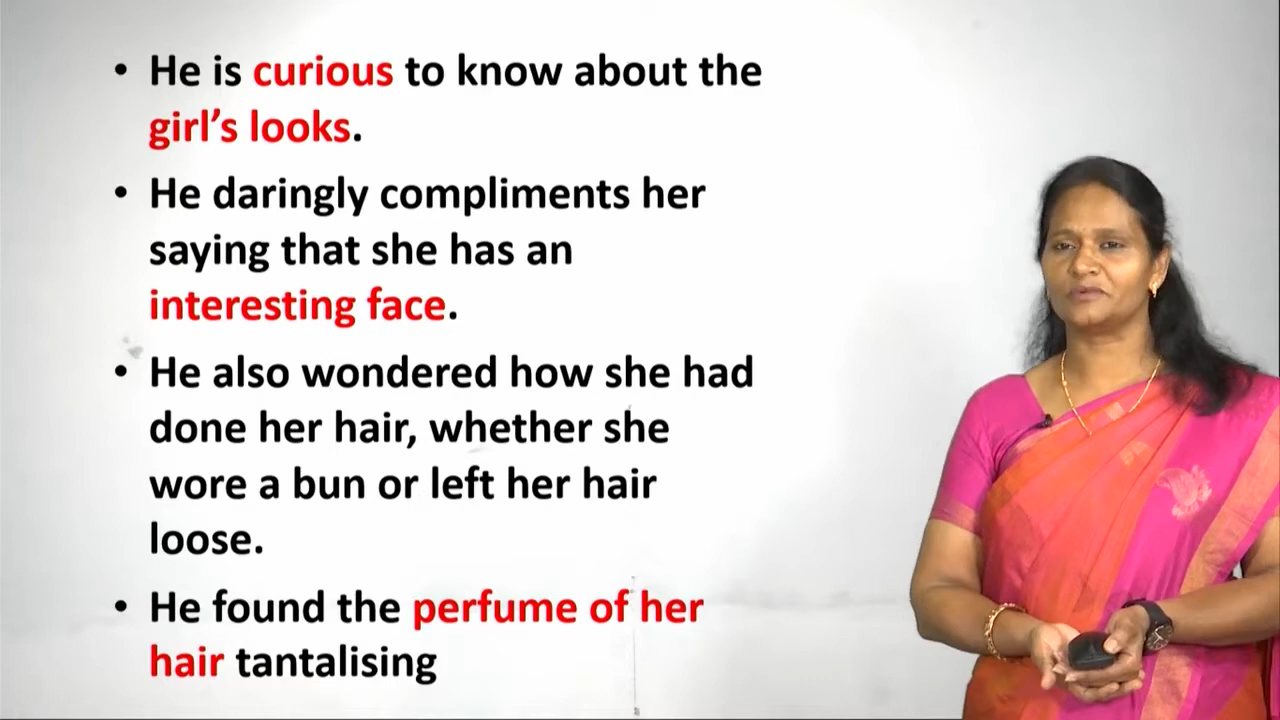 • He is curious to know about the
girl’s looks.
• He daringly compliments her
saying that she has an
interesting face.
• He also wondered how she had
done her hair, whether she
wore a bun or left her hair
loose.
• He found the perfume of her
hair tantalising